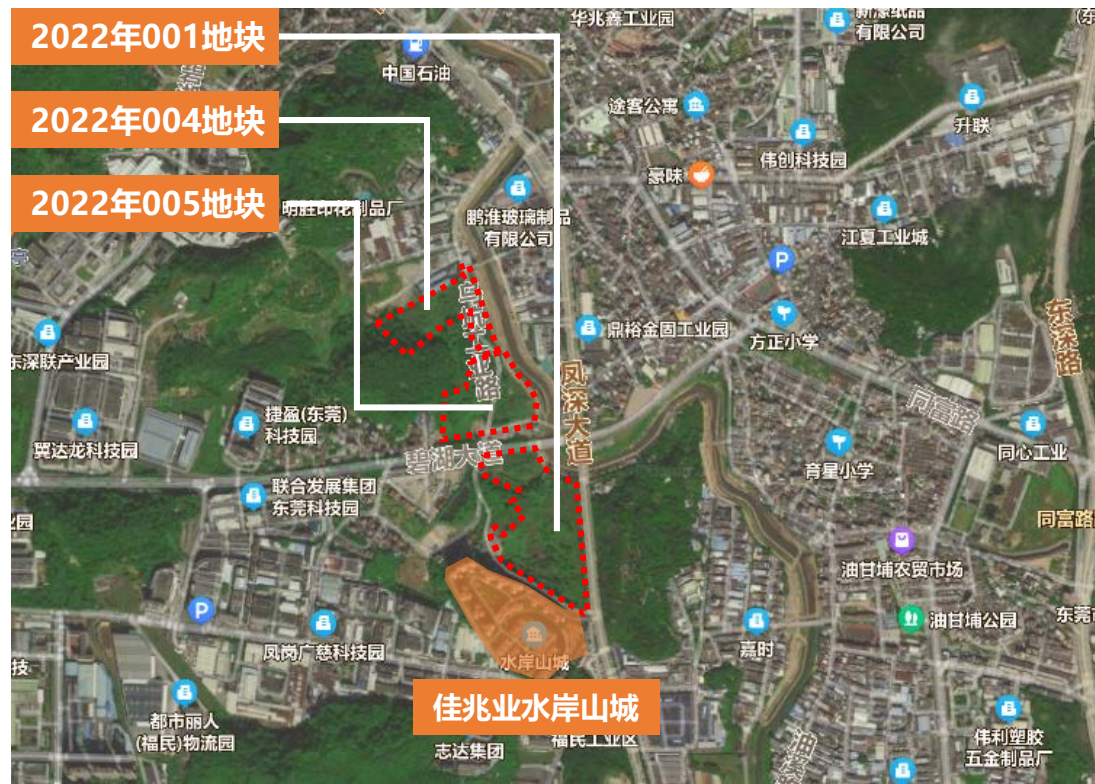 2022年001地块
2022年004地块
2022年005地块
华兆鑫工业园
有限公司
中国石油
途客公寓
升联
伟创科技园
豪味
明胜印花制品厂
鹏淮玻璃制品
有限公司
江夏工业城
东深路
鼎裕金固工业园
方正小学
凤深大道
东深联产业园
同富路
捷盈(东莞)
科技园
翼达龙科技园
碧湖大道
育星小学
同心工业
联合发展集团
东莞科技园
业园
同富路
油甘埔农贸市场
油甘埔公园
东莞市
凤岗广慈科技园
嘉时
水岸山城
科技
都市丽人
(福民)物流园
佳兆业水岸山城
志达集团
福民工业区
伟利塑胶
五金制品厂